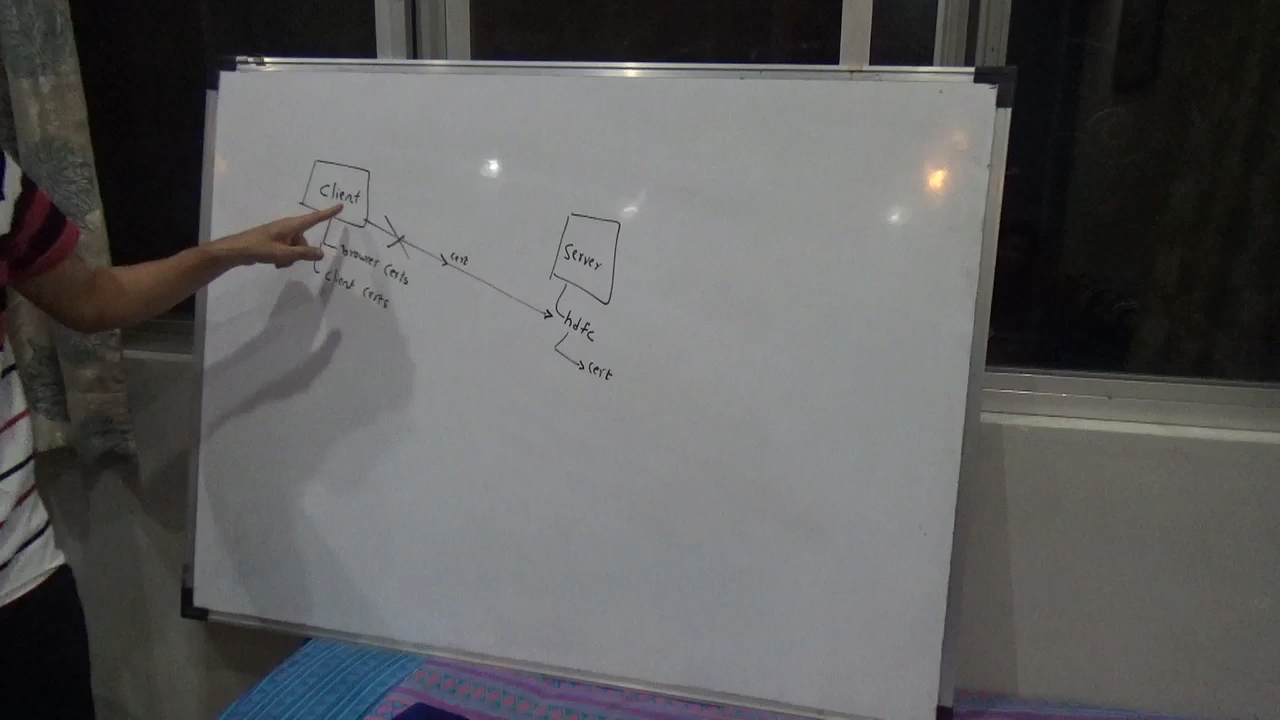 Client
browser certs
client certs
cert
Server
hdfc
cert